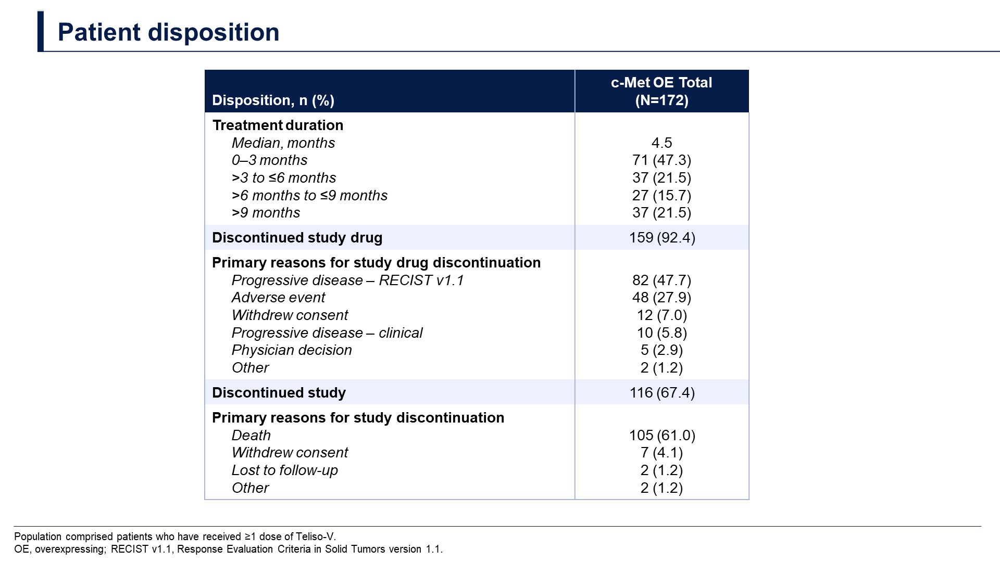 Patient disposition
Disposition, n (%)
c-Met OE Total
(N=172)
Treatment duration
Median, months 4.5
0–3 months 71 (47.3)
>3 to ≤6 months 37 (21.5)
>6 months to ≤9 months 27 (15.7)
>9 months 37 (21.5)
Discontinued study drug 159 (92.4)
Primary reasons for study drug discontinuation
Progressive disease – RECIST v1.1 82 (47.7)
Adverse event 48 (27.9)
Withdrew consent 12 (7.0)
Progressive disease – clinical 10 (5.8)
Physician decision 5 (2.9)
Other 2 (1.2)
Discontinued study 116 (67.4)
Primary reasons for study discontinuation
Death 105 (61.0)
Withdrew consent 7 (4.1)
Lost to follow-up 2 (1.2)
Other 2 (1.2)
Population comprised patients who have received ≥1 dose of Teliso-V.
OE, overexpressing; RECIST v1.1, Response Evaluation Criteria in Solid Tumors version 1.1.